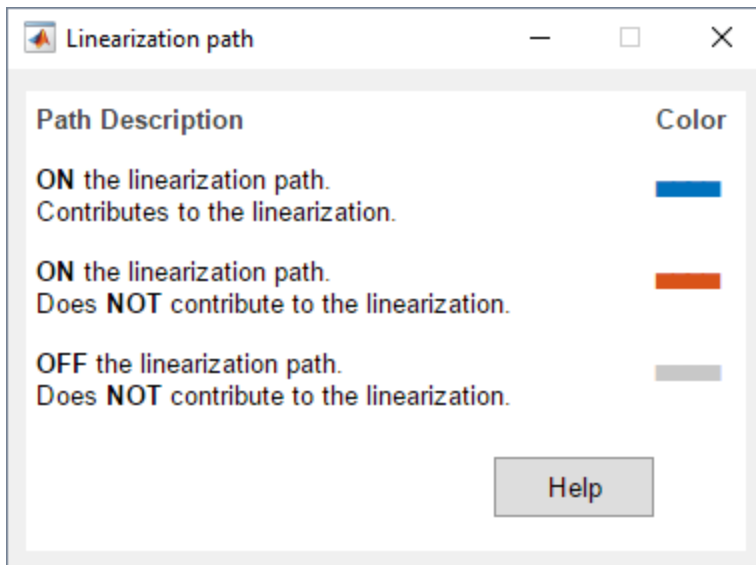 Linearization path
Path Description Color
ON the linearization path.
Contributes to the linearization.
ON the linearization path.
Does NOT contribute to the linearization.
OFF the linearization path.
Does NOT contribute to the linearization.
Help